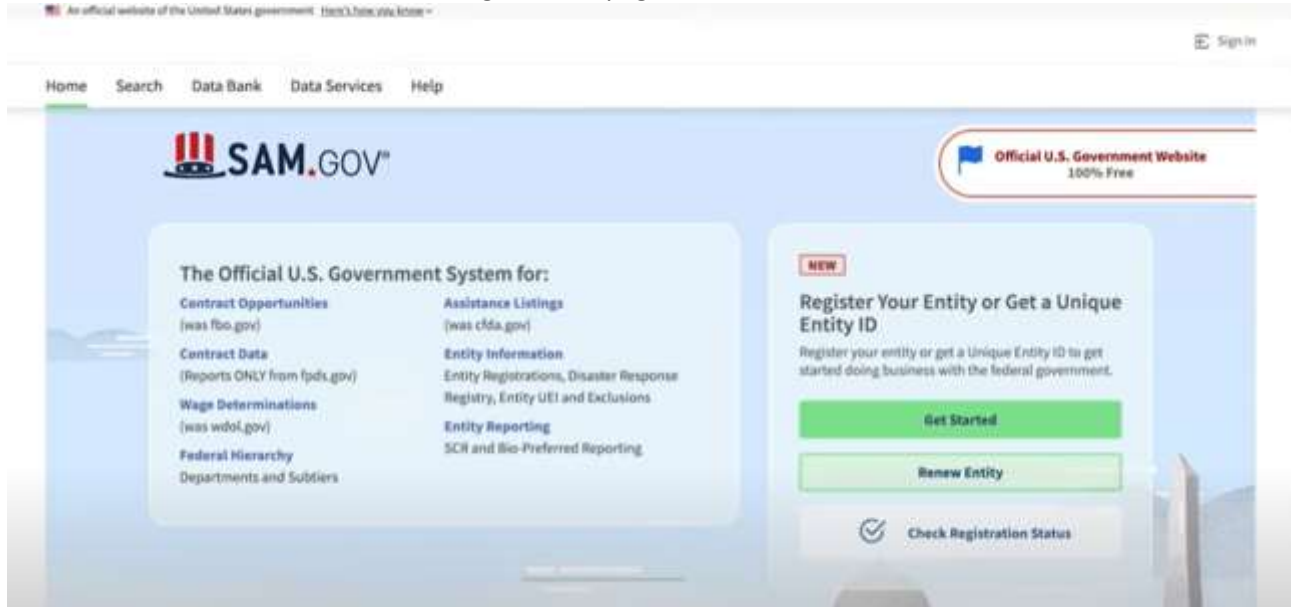 An official website of the United States government Here's how you know
Sign In
Home Search Data Bank Data Services Help
SAM.GOV®
Official U.S. Government Website
100% Free
The Official U.S. Government System for:
Contract Opportunities
(was fbo.gov)
Contract Data
(Reports ONLY from fpds.gov)
Wage Determinations
(was wdol.gov)
Federal Hierarchy
Departments and Subtiers
Assistance Listings
(was cfda.gov)
Entity Information
Entity Registrations, Disaster Response
Registry, Entity UEI and Exclusions
Entity Reporting
SCR and Bio-Preferred Reporting
NEW
Register Your Entity or Get a Unique
Entity ID
Register your entity or get a Unique Entity ID to get
started doing business with the federal government.
Get Started
Renew Entity
Check Registration Status